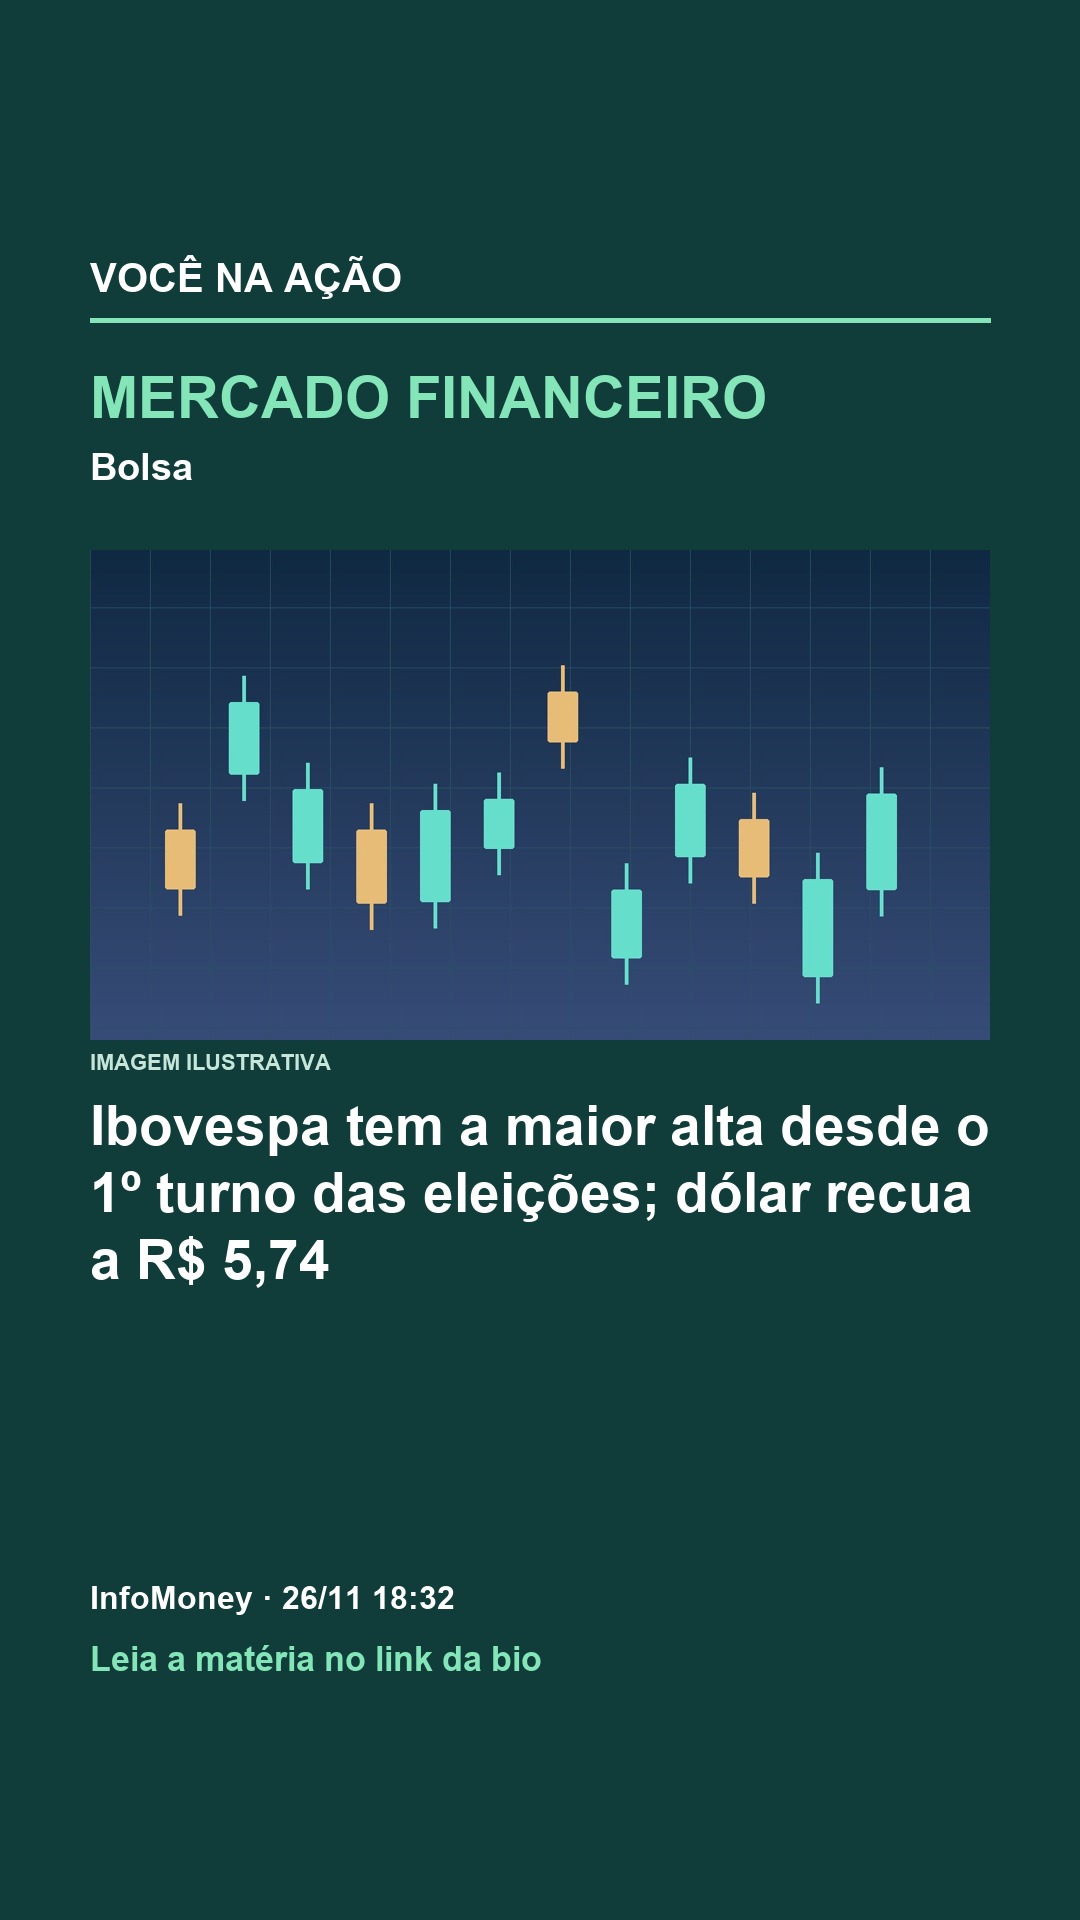 VOCÊ NA AÇÃO
MERCADO FINANCEIRO
Bolsa
IMAGEM ILUSTRATIVA
Ibovespa tem a maior alta desde o
1º turno das eleições; dólar recua
a R$ 5,74
InfoMoney · 26/11 18:32
Leia a matéria no link da bio